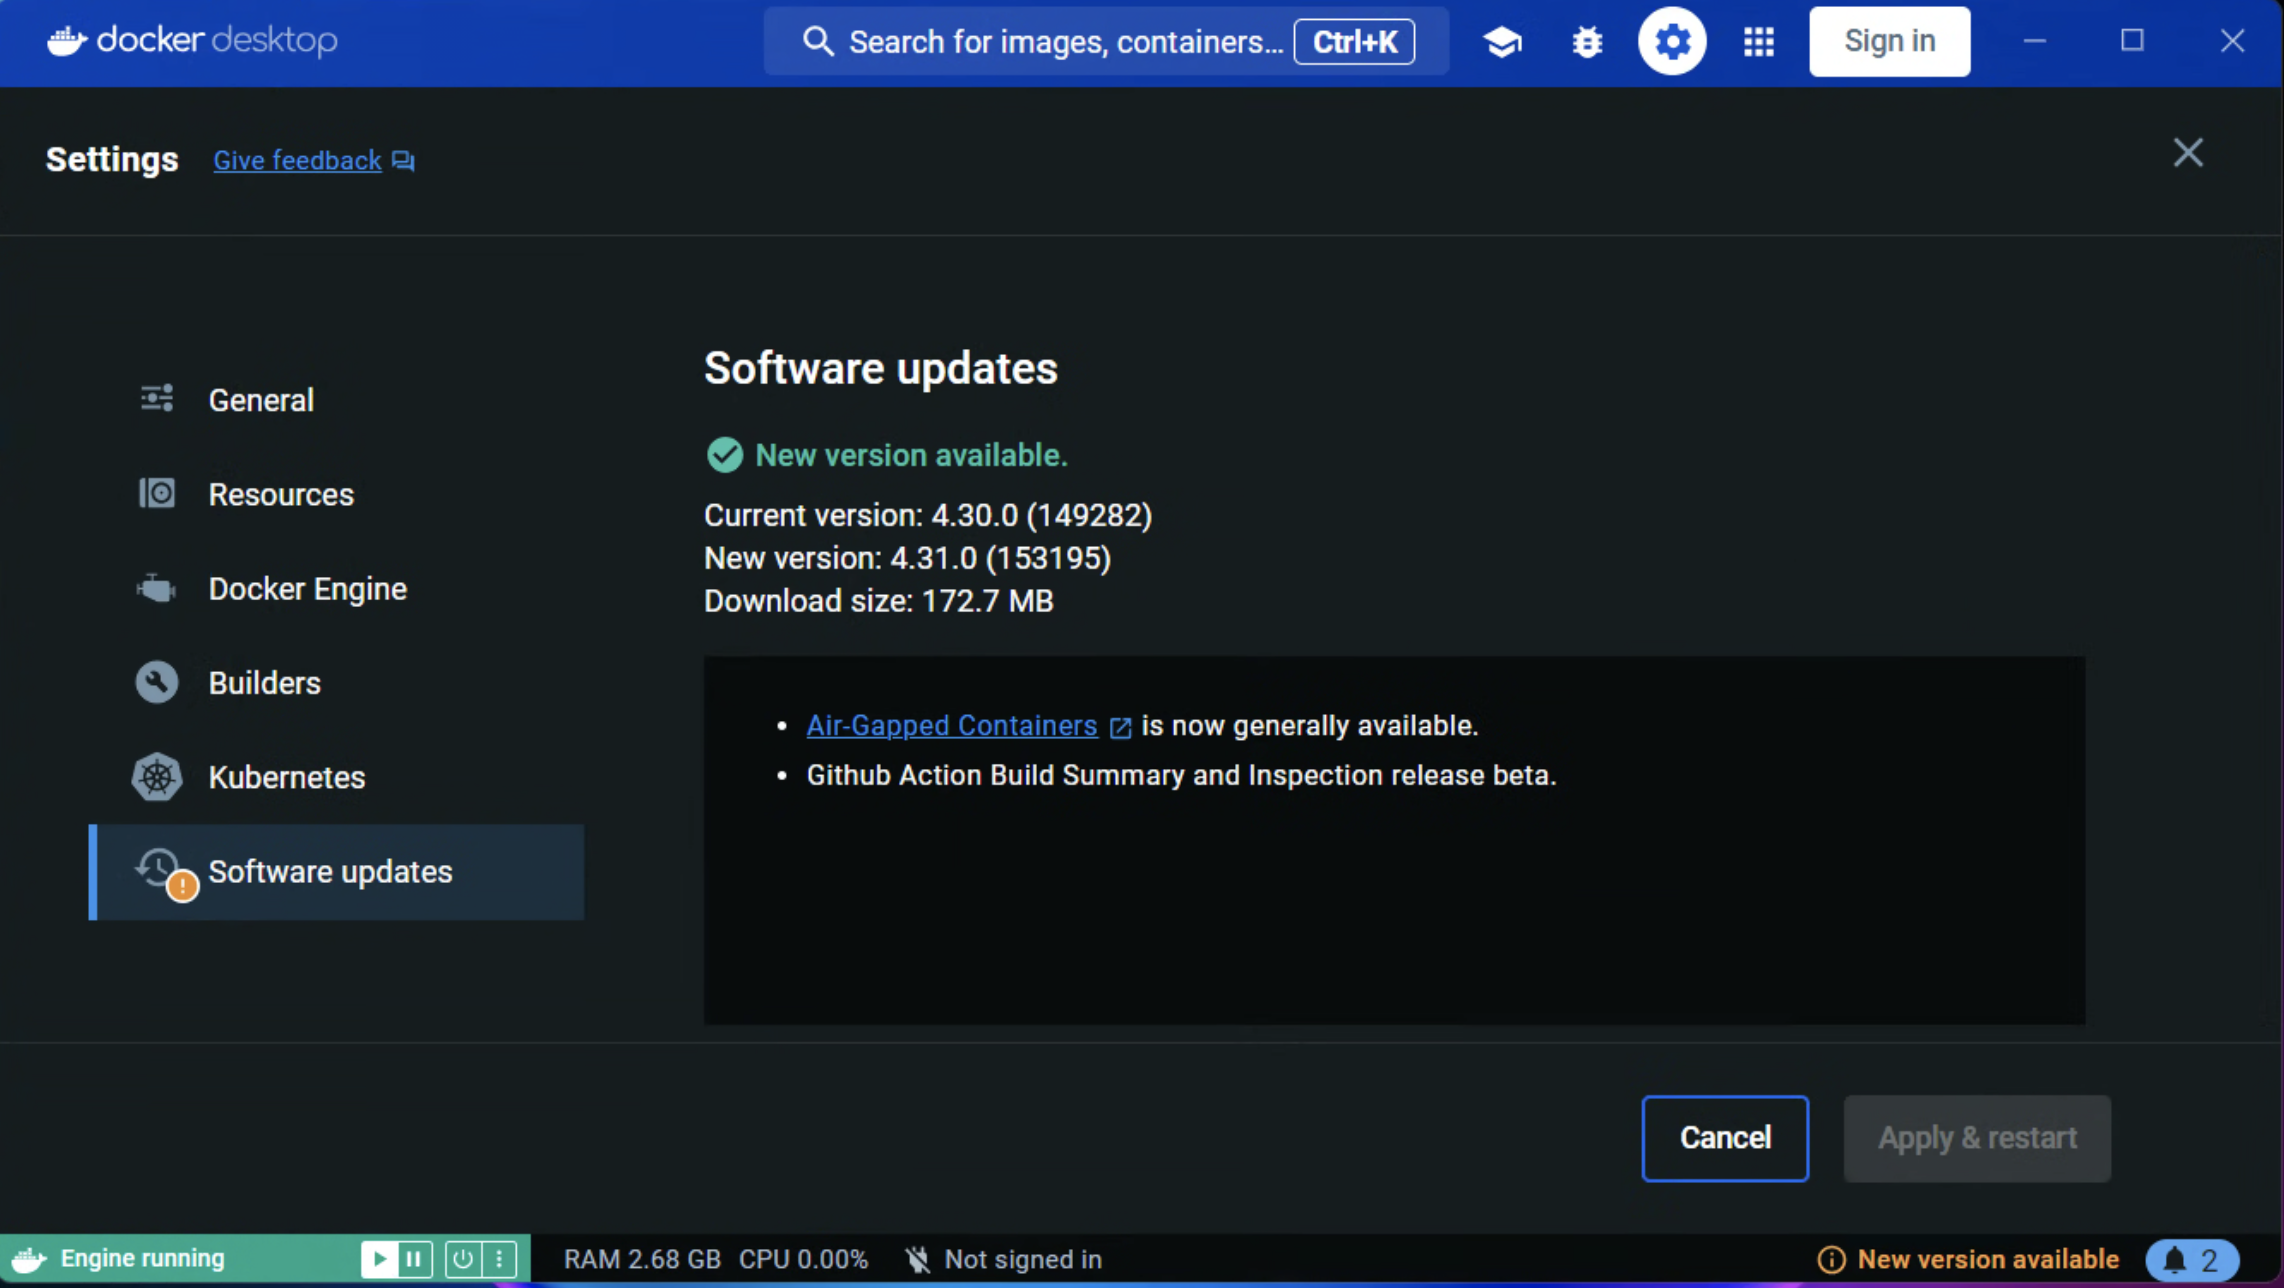 docker desktop
Search for images, containers... Ctrl+K
Sign in
Settings Give feedback
General
Resources
Docker Engine
Builders
Kubernetes
Software updates
Software updates
New version available.
Current version: 4.30.0 (149282)
New version: 4.31.0 (153195)
Download size: 172.7 MB
• Air-Gapped Containers is now generally available.
• Github Action Build Summary and Inspection release beta.
Cancel Apply & restart
Engine running RAM 2.68 GB CPU 0.00% Not signed in New version available 2